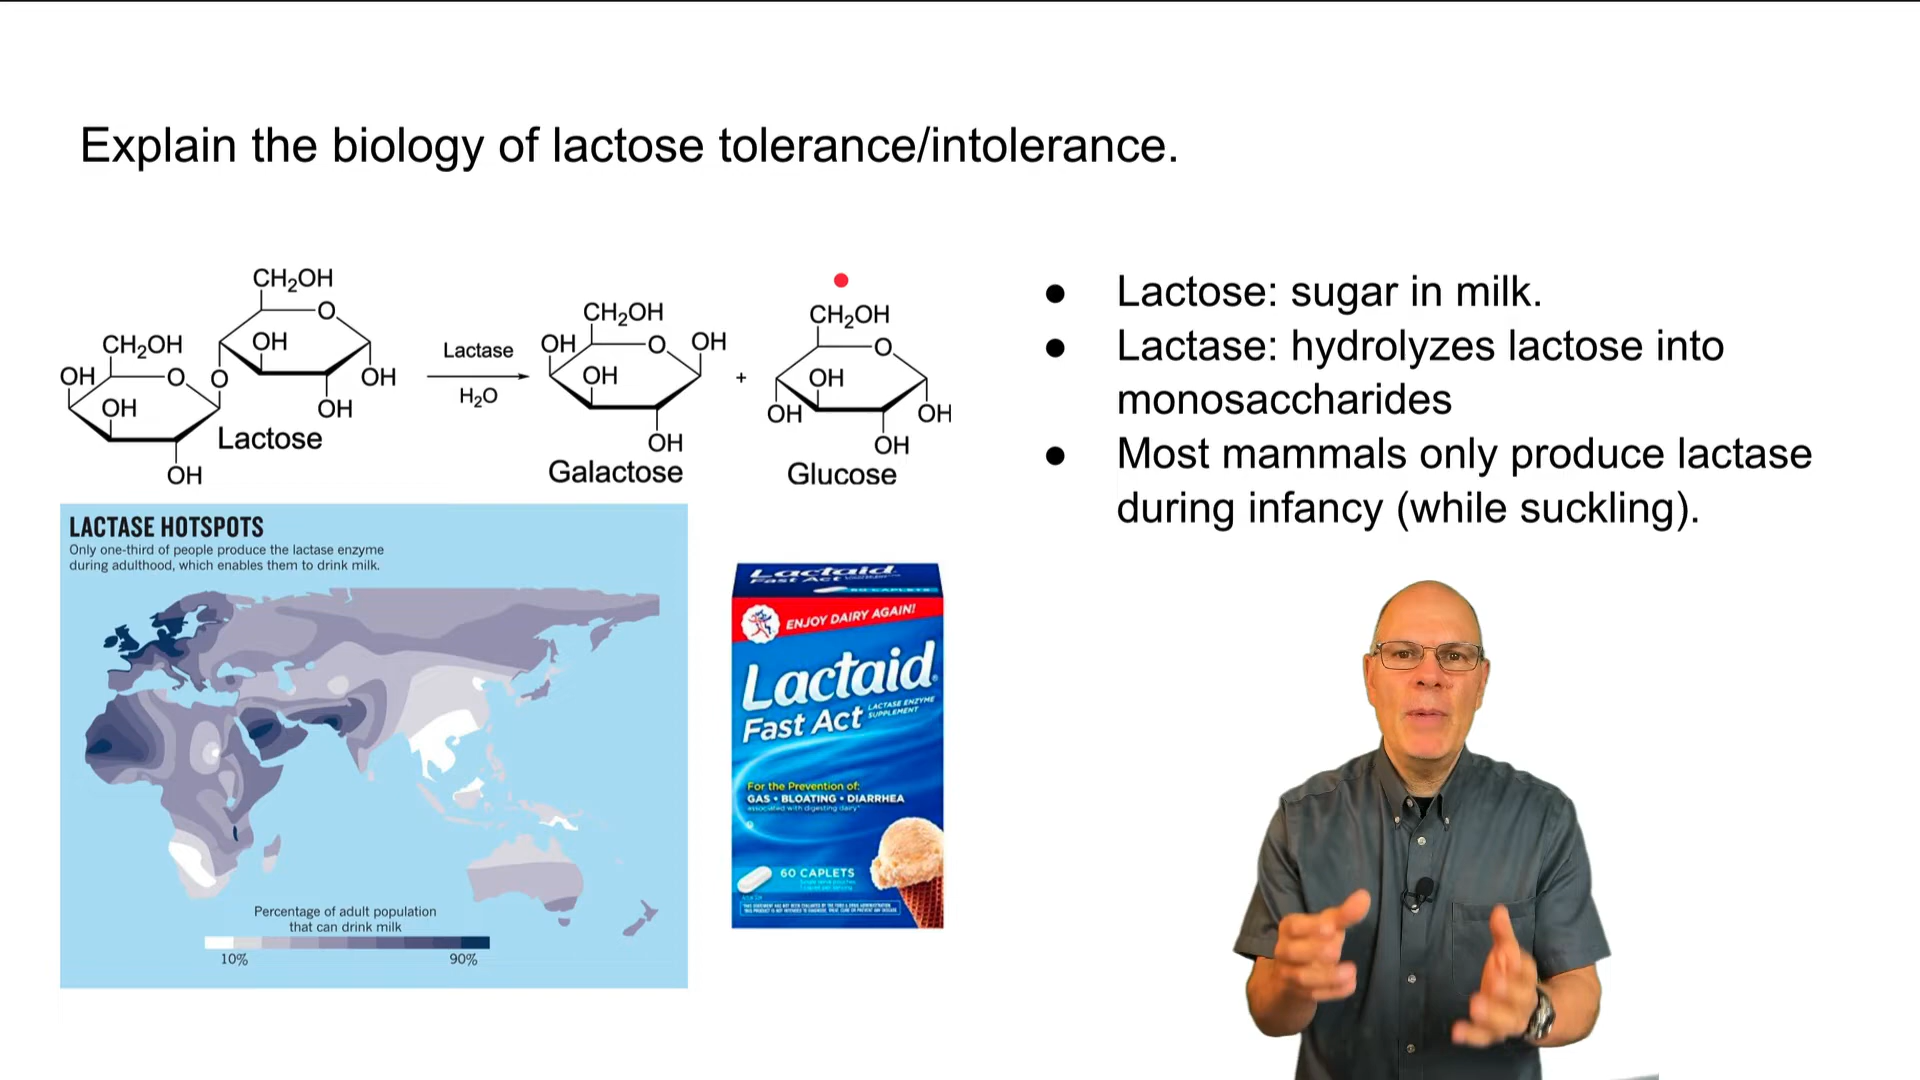 Explain the biology of lactose tolerance/intolerance.
CH₂OH
O
CH₂OH
OH
CH₂OH
CH₂OH
OH
O
OH
O
OH
OH
OH
Lactase
H₂O
OH
O
OH
OH
Lactose
OH
+
O
OH
OH
OH
OH
OH
Galactose
Glucose
● Lactose: sugar in milk.
● Lactase: hydrolyzes lactose into
monosaccharides
● Most mammals only produce lactase
during infancy (while suckling).
LACTASE HOTSPOTS
Only one-third of people produce the lactase enzyme
during adulthood, which enables them to drink milk.
Percentage of adult population
that can drink milk
10% 90%
Lactaid
Fast Act
ENJOY DAIRY AGAIN!
Lactaid
Fast Act
LACTASE ENZYME
SUPPLEMENT
For the Prevention of:
GAS • BLOATING • DIARRHEA
associated with digesting dairy*
60 CAPLETS